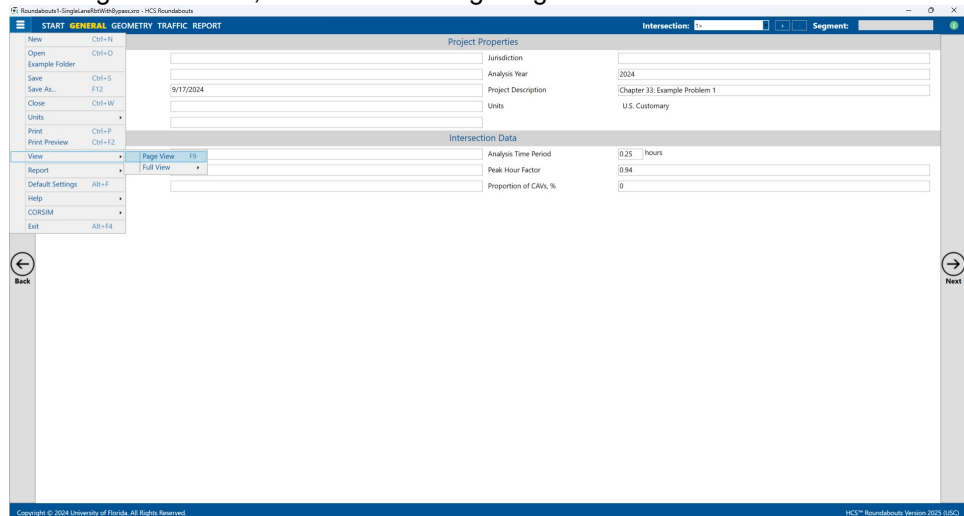 Roundabouts1-SingleLaneRbtWithBypass.xro - HCS Roundabouts
START GENERAL GEOMETRY TRAFFIC REPORT Intersection: 1> + - Segment:
New Ctrl+N
Project Properties
Open Ctrl+O
Jurisdiction
Example Folder
Save Ctrl+S
Analysis Year 2024
Save As... F12
9/17/2024 Project Description Chapter 33: Example Problem 1
Close Ctrl+W
Units U.S. Customary
Units
Print Ctrl+P
Print Preview Ctrl+F2
Intersection Data
View Page View F9
Analysis Time Period 0.25 hours
Report Full View
Peak Hour Factor 0.94
Default Settings Alt+F
Proportion of CAVs, % 0
Help
CORSIM
Exit Alt+F4
Back Next
Copyright © 2024 University of Florida. All Rights Reserved. HCS™ Roundabouts Version 2025 (USC)